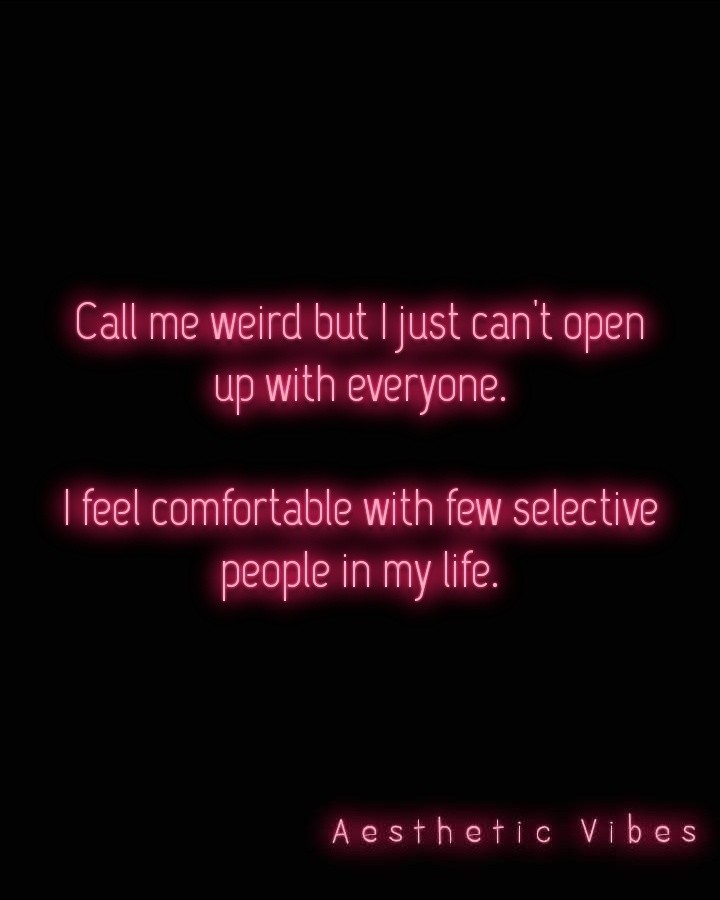 Call me weird but I just can't open
up with everyone.
I feel comfortable with few selective
people in my life.
Aesthetic Vibes